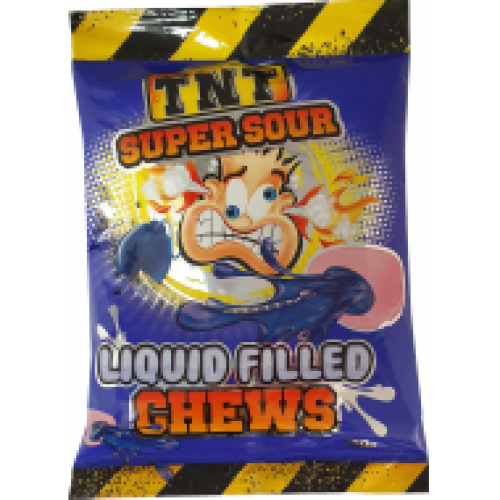 TNT
SUPER SOUR
LIQUID FILLED
CHEWS